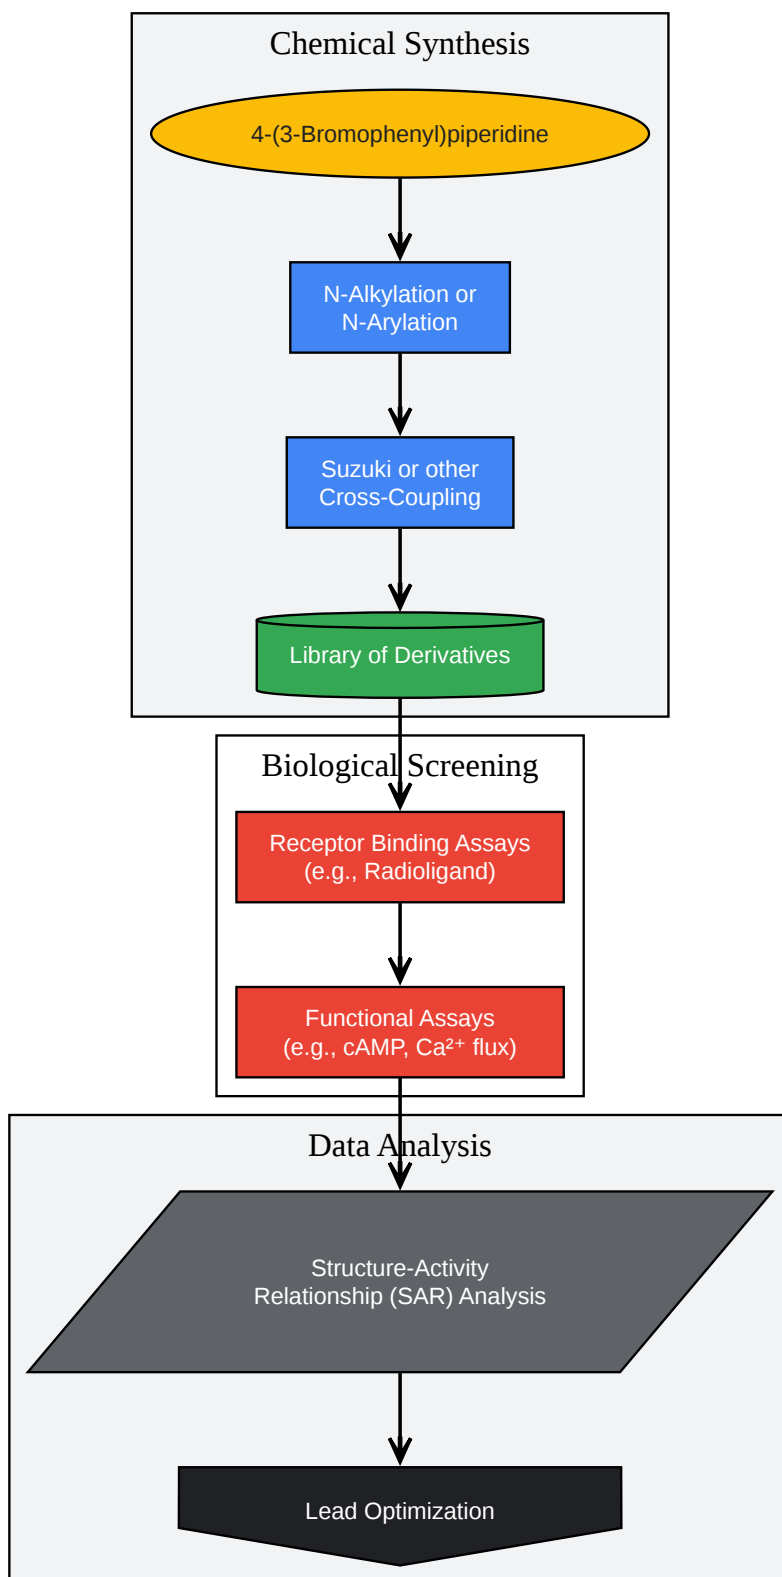 Chemical Synthesis
4-(3-Bromophenyl)piperidine
N-Alkylation or
N-Arylation
Suzuki or other
Cross-Coupling
Library of Derivatives
Biological Screening
Receptor Binding Assays
(e.g., Radioligand)
Functional Assays
(e.g., cAMP, Ca²⁺ flux)
Data Analysis
Structure-Activity
Relationship (SAR) Analysis
Lead Optimization